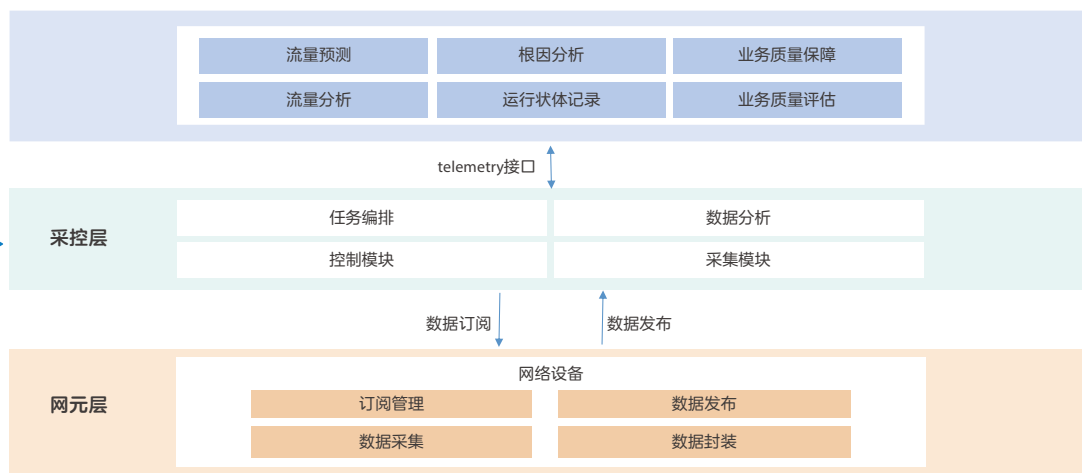 流量预测 根因分析 业务质量保障
流量分析 运行状体记录 业务质量评估
telemetry接口
采控层
任务编排 数据分析
控制模块 采集模块
数据订阅 数据发布
网元层
网络设备
订阅管理 数据发布
数据采集 数据封装